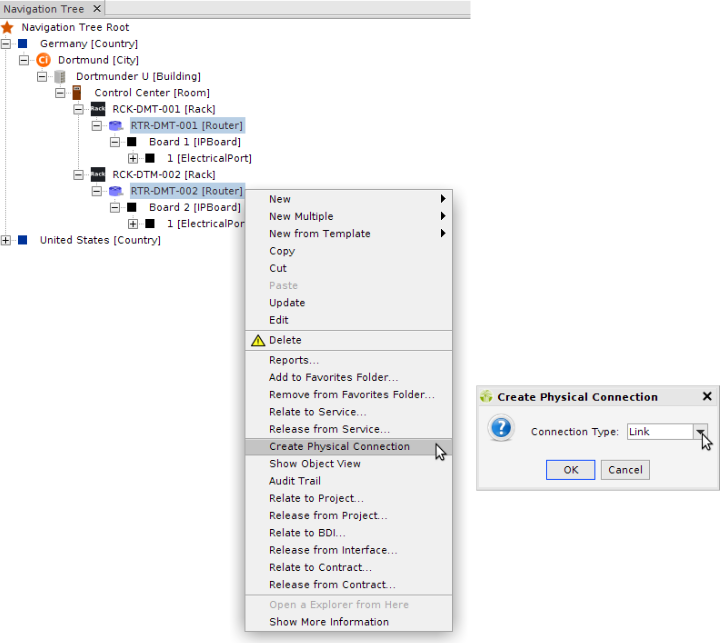 Navigation Tree
Navigation Tree Root
Germany [Country]
Ci Dortmund [City]
Dortmunder U [Building]
Control Center [Room]
Rack RCK-DMT-001 [Rack]
RTR-DMT-001 [Router]
Board 1 [IPBoard]
1 [ElectricalPort]
Rack RCK-DTM-002 [Rack]
RTR-DMT-002 [Router]
Board 2 [IPBoard]
1 [ElectricalPor
United States [Country]
New
New Multiple
New from Template
Copy
Cut
Paste
Update
Edit
Delete
Reports...
Add to Favorites Folder...
Remove from Favorites Folder...
Relate to Service...
Release from Service...
Create Physical Connection
Show Object View
Audit Trail
Relate to Project...
Release from Project...
Relate to BDI...
Release from Interface...
Relate to Contract...
Release from Contract...
Open a Explorer from Here
Show More Information
Create Physical Connection
Connection Type: Link
OK Cancel